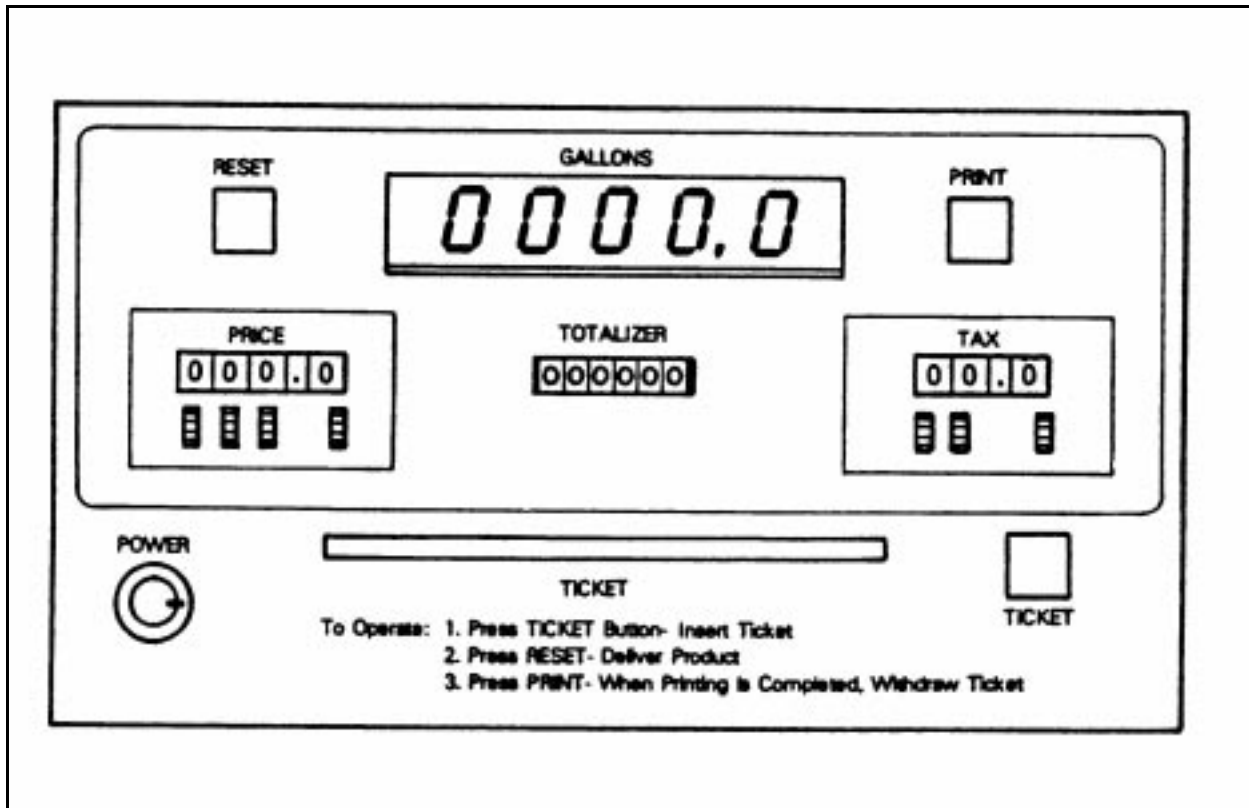 RESET
GALLONS
PRINT
0000.0
PRICE
TOTALIZER
TAX
000.0
000000
00.0
POWER
TICKET
TICKET
To Operate: 1. Press TICKET Button- Insert Ticket
2. Press RESET- Deliver Product
3. Press PRINT- When Printing is Completed, Withdraw Ticket